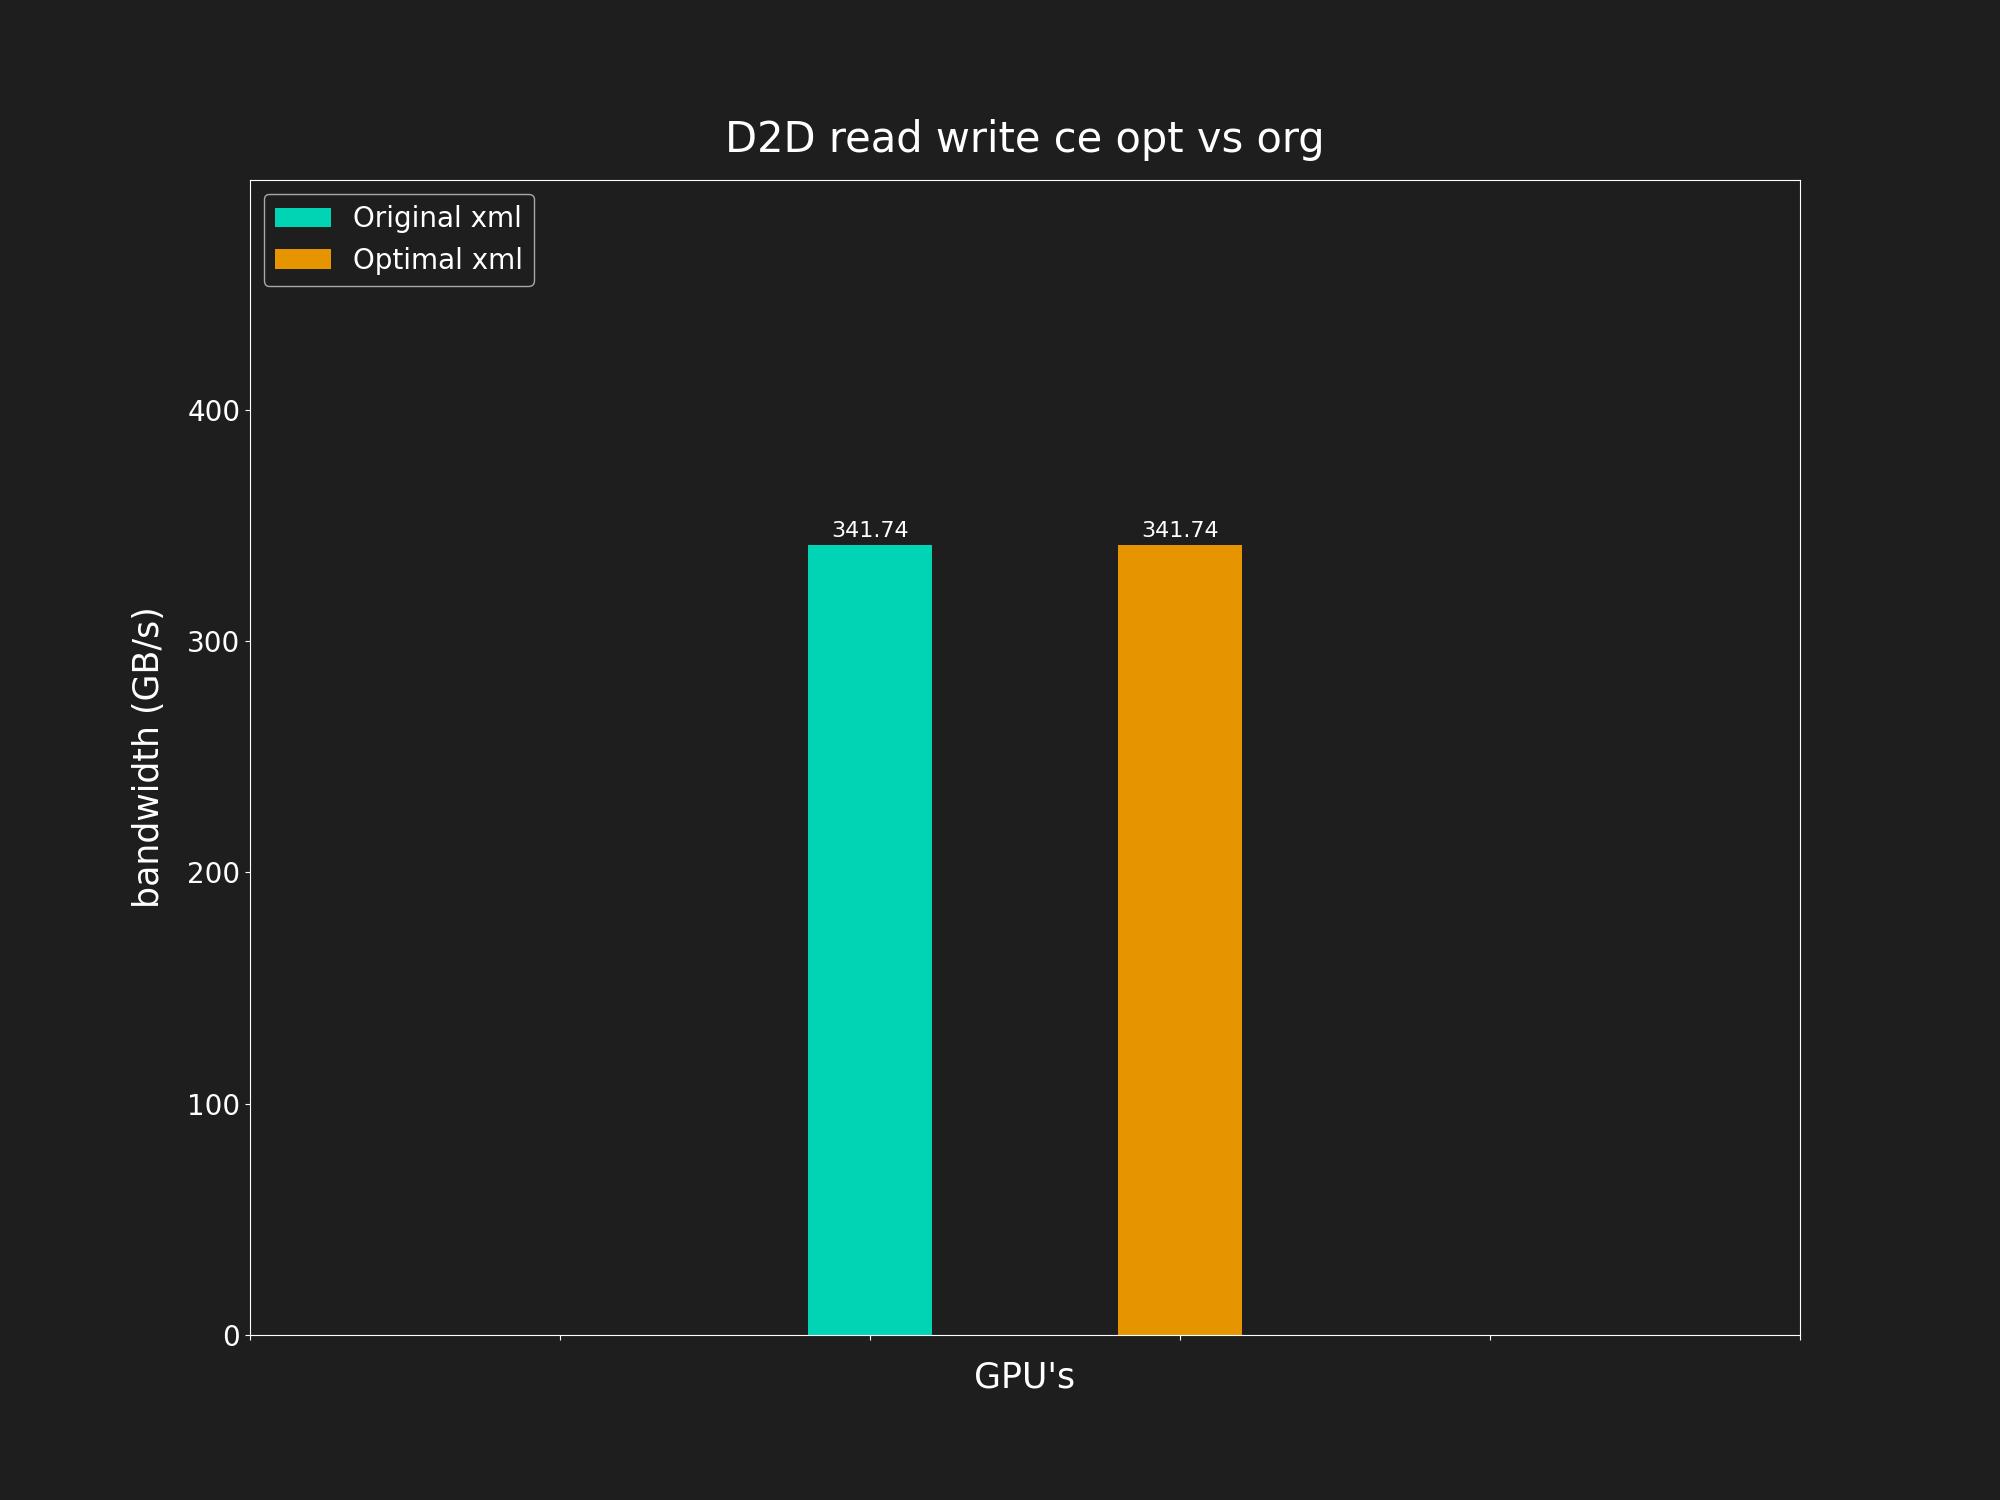 D2D read write ce opt vs org
Original xml
Optimal xml
400
300
200
100
0
bandwidth (GB/s)
341.74
341.74
GPU's